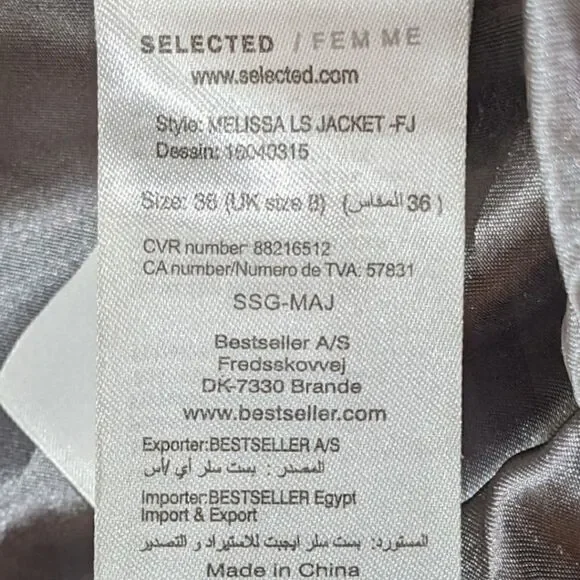 SELECTED / FEMME
www.selected.com
Style: MELISSA LS JACKET -FJ
Dessin: 16040315
Size: 36 (UK size 8) (المقاس 36)
CVR number 88216512
CA number/Numero de TVA: 57831
SSG-MAJ
Bestseller A/S
Fredsskovvej
DK-7330 Brande
www.bestseller.com
Exporter:BESTSELLER A/S
المصدر : بست سلر أي /أس
Importer:BESTSELLER Egypt
Import & Export
المستورد: بست سلر ايجبت للاستيراد و التصدير
Made in China